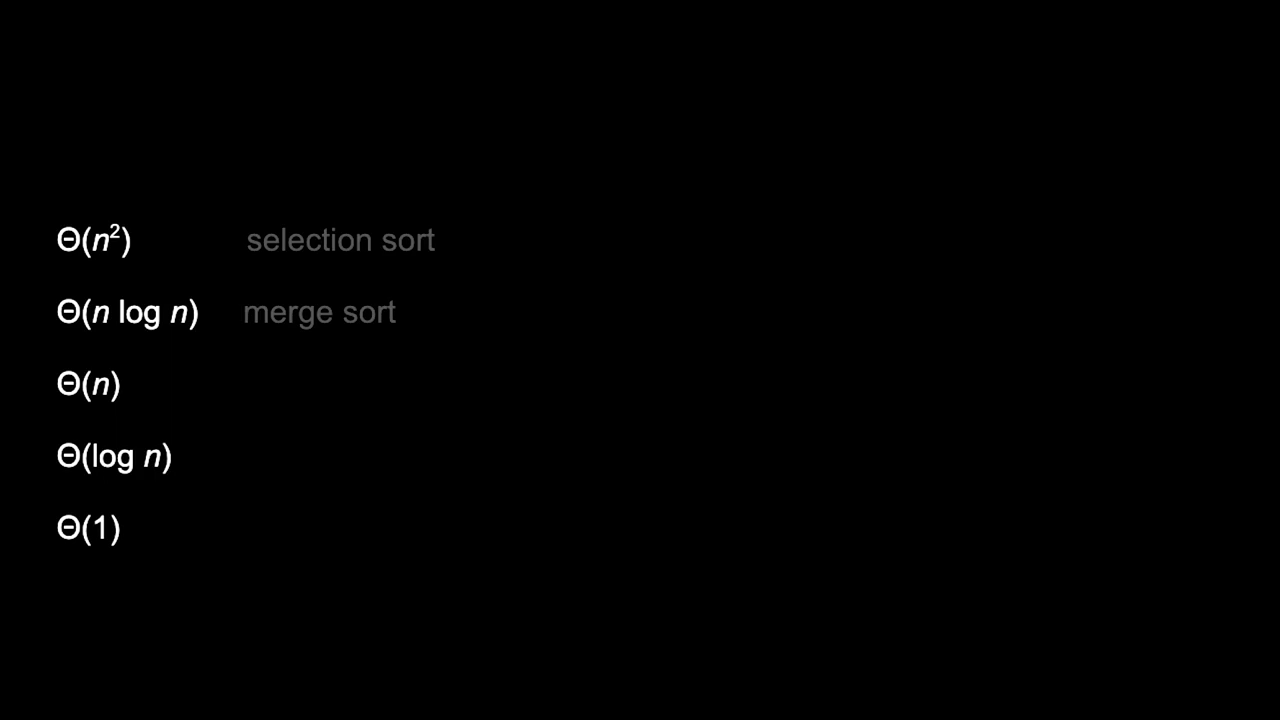 Θ(n²) selection sort
Θ(n log n) merge sort
Θ(n)
Θ(log n)
Θ(1)